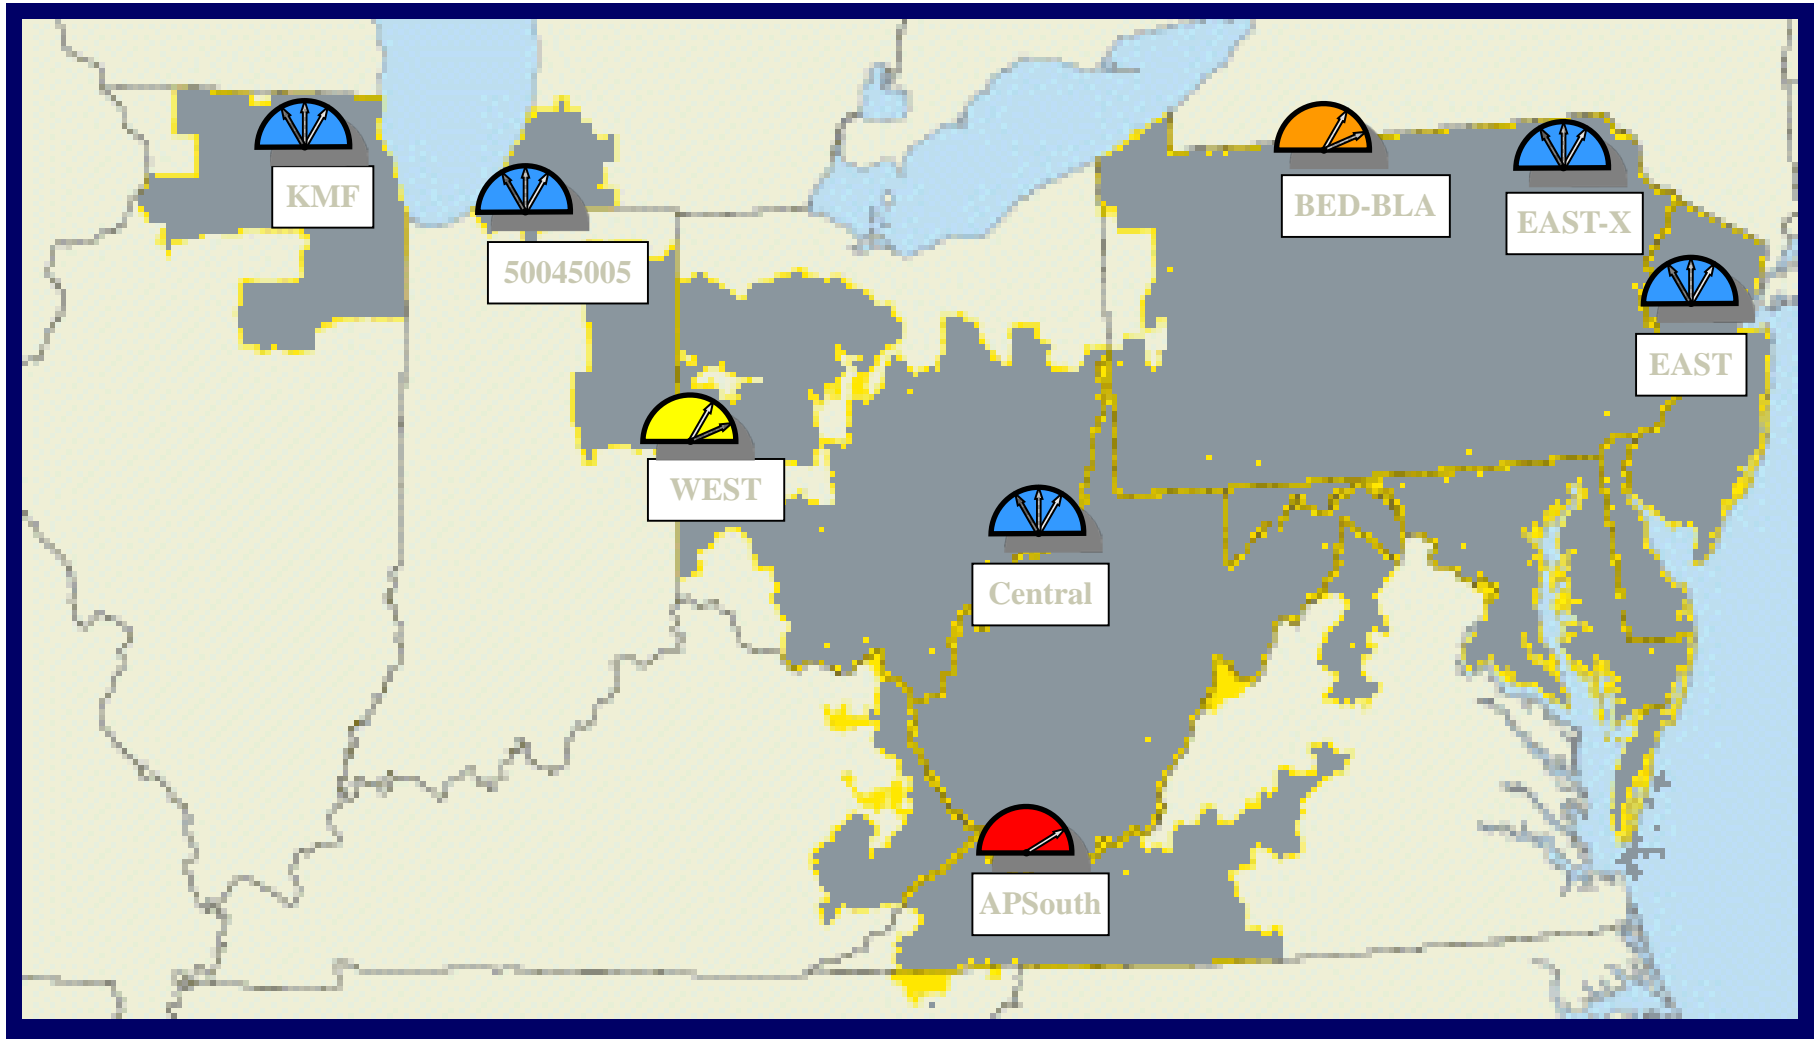 KMF
BED-BLA
EAST-X
50045005
EAST
WEST
Central
APSouth